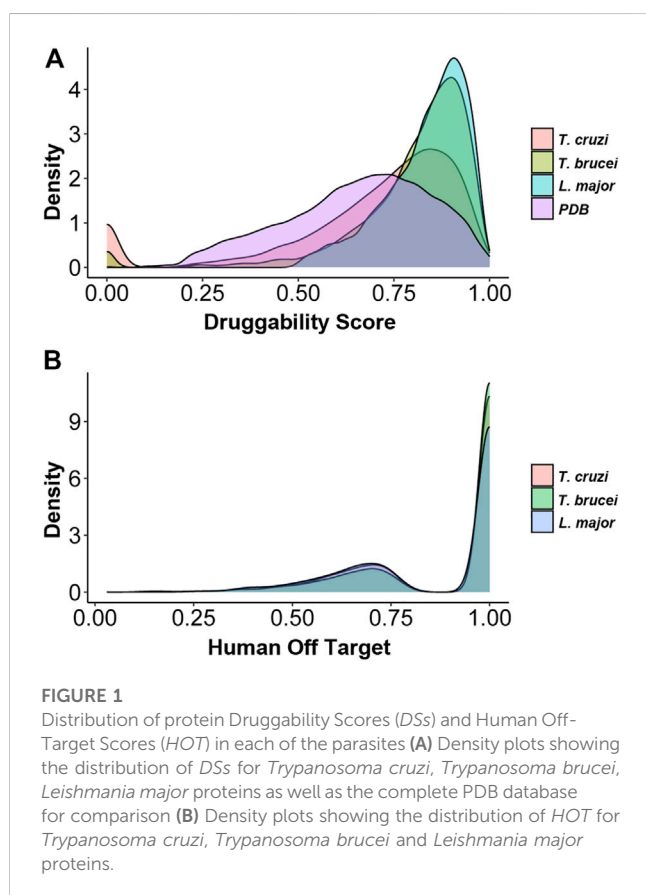 A
Density
4
3
2
1
0
0.00 0.25 0.50 0.75 1.00
Druggability Score
T. cruzi
T. brucei
L. major
PDB
B
Density
9
6
3
0
0.00 0.25 0.50 0.75 1.00
Human Off Target
T. cruzi
T. brucei
L. major
FIGURE 1
Distribution of protein Druggability Scores (DSs) and Human Off-
Target Scores (HOT) in each of the parasites (A) Density plots showing
the distribution of DSs for Trypanosoma cruzi, Trypanosoma brucei,
Leishmania major proteins as well as the complete PDB database
for comparison (B) Density plots showing the distribution of HOT for
Trypanosoma cruzi, Trypanosoma brucei and Leishmania major
proteins.